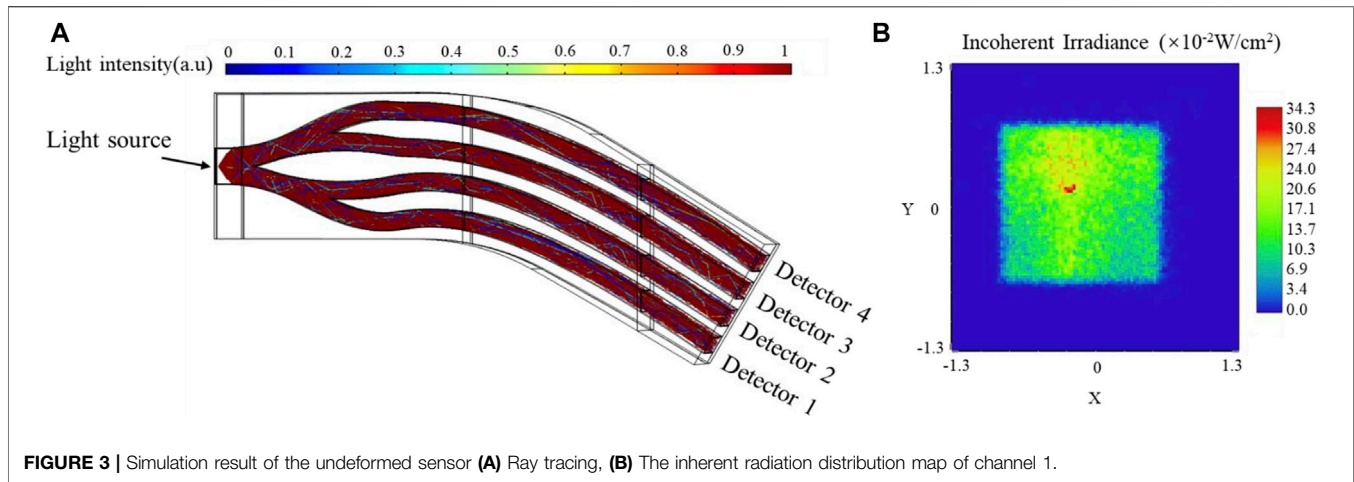 A
0 0.1 0.2 0.3 0.4 0.5 0.6 0.7 0.8 0.9 1
Light intensity(a.u)
Light source
Detector 4
Detector 3
Detector 2
Detector 1
B
Incoherent Irradiance (×10-2W/cm²)
1.3
Y 0
-1.3
-1.3 0 1.3
X
34.3
30.8
27.4
24.0
20.6
17.1
13.7
10.3
6.9
3.4
0.0
FIGURE 3 | Simulation result of the undeformed sensor (A) Ray tracing, (B) The inherent radiation distribution map of channel 1.